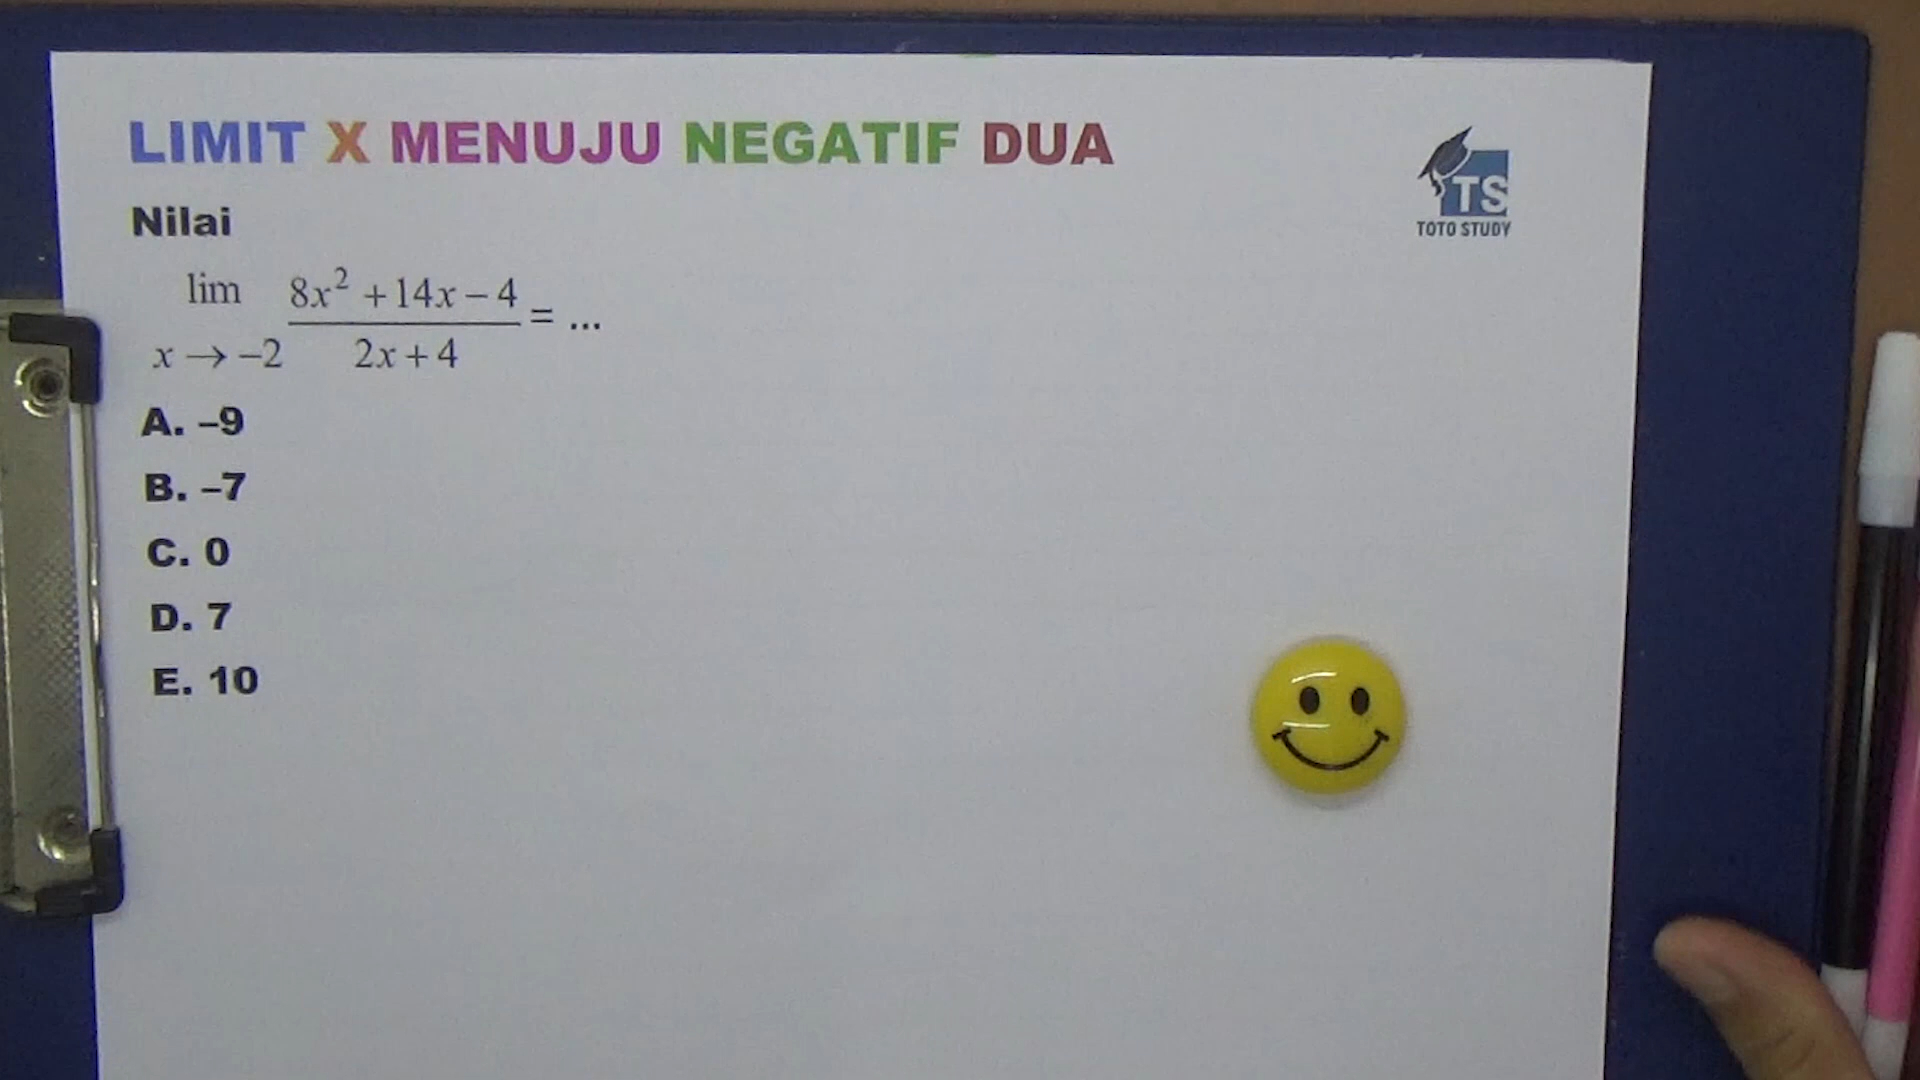 LIMIT X MENUJU NEGATIF DUA
TS
TOTO STUDY
Nilai
lim 8x² + 14x − 4 = ...
x → −2 2x + 4
A. –9
B. –7
C. 0
D. 7
E. 10